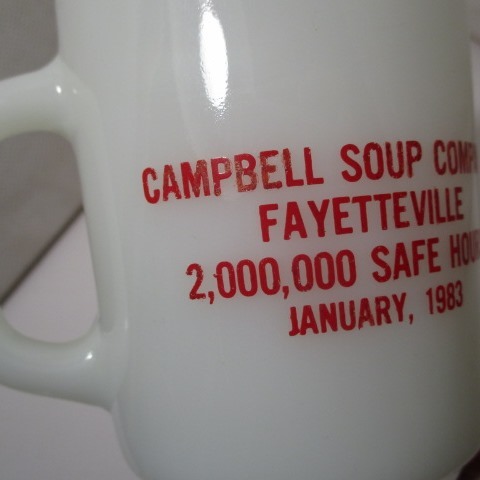 CAMPBELL SOUP COMP
FAYETTEVILLE
2,000,000 SAFE HOU
JANUARY, 1983